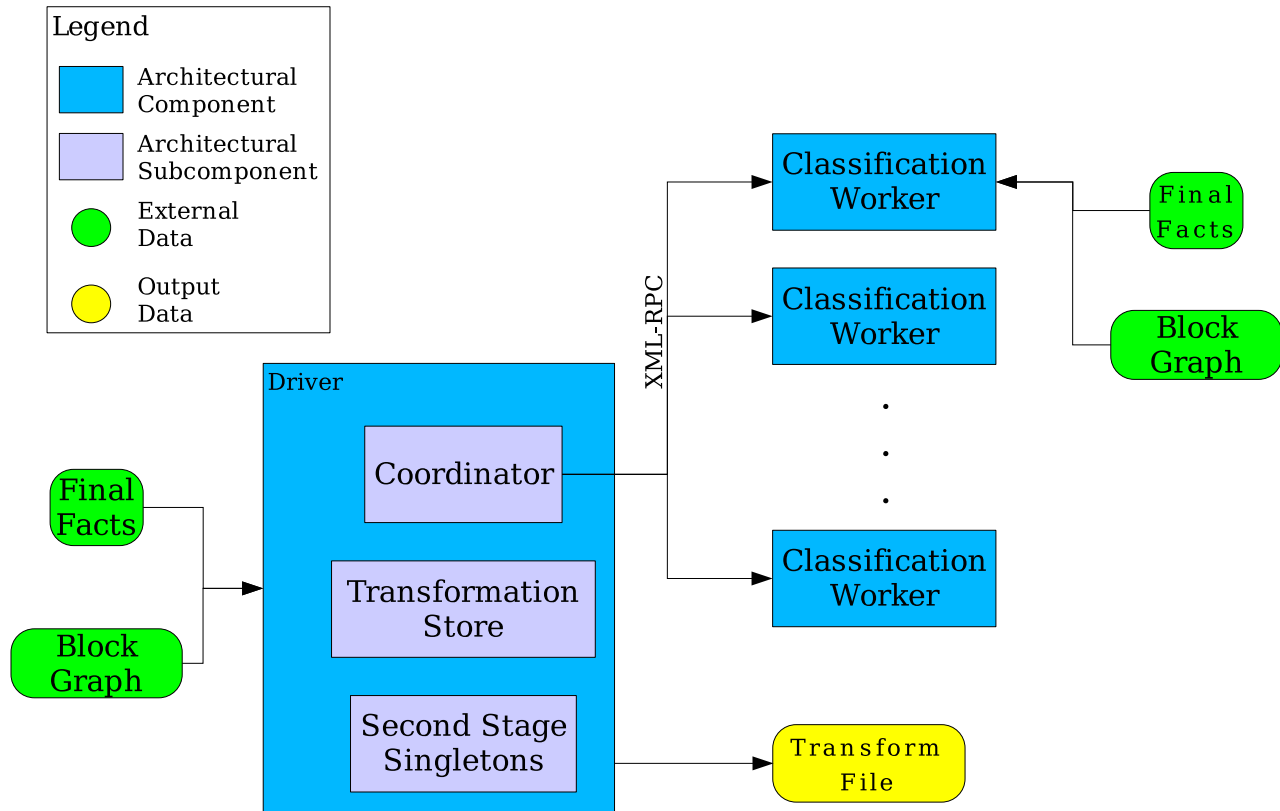 Legend
Architectural
Component
Architectural
Subcomponent
External
Data
Output
Data
Driver
Coordinator
Transformation
Store
Second Stage
Singletons
Final
Facts
Block
Graph
XML-RPC
Classification
Worker
Classification
Worker
.
.
.
Classification
Worker
Final
Facts
Block
Graph
Transform
File